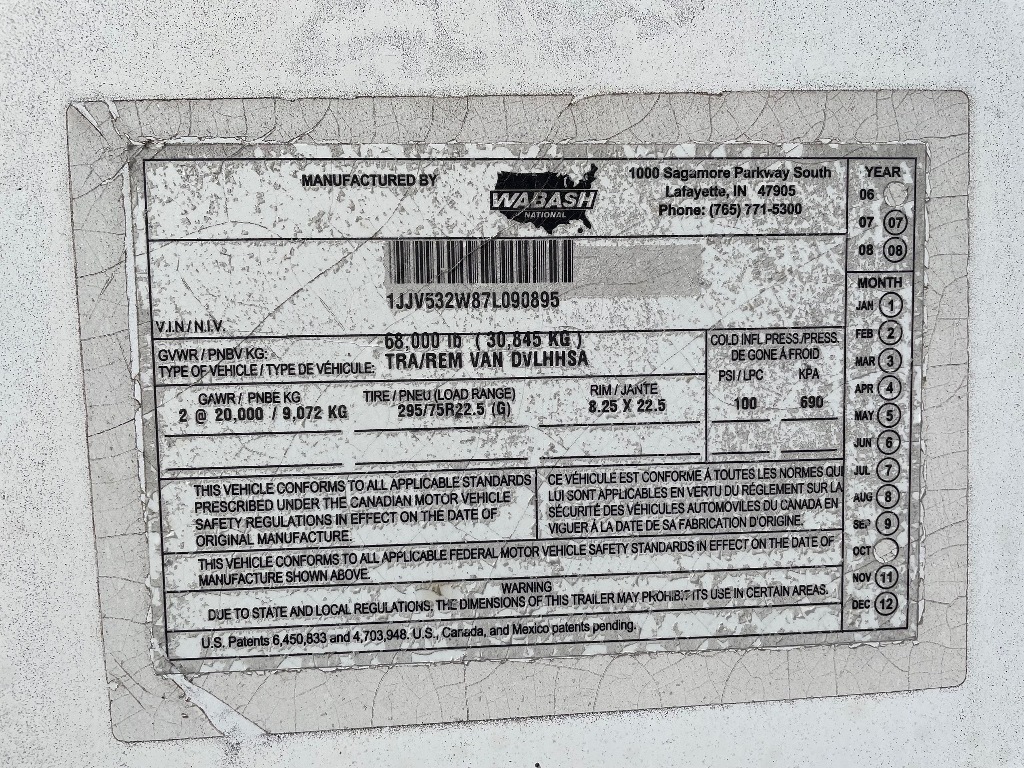 MANUFACTURED BY
WABASH
NATIONAL
1000 Sagamore Parkway South
Lafayette, IN 47905
Phone: (765) 771-5300
1JJV532W87L090895
V.I.N / N.I.V.
GVWR / PNBV KG: 68,000 lb ( 30,845 KG )
TYPE OF VEHICLE / TYPE DE VÉHICULE: TRA/REM VAN DVLHHSA
COLD INFL.PRESS./PRESS.
DE GONE Á FROID
PSI / LPC KPA
100 690
GAWR / PNBE KG TIRE / PNEU (LOAD RANGE) RIM / JANTE
2 @ 20,000 / 9,072 KG 295/75R22.5 (G) 8.25 X 22.5
THIS VEHICLE CONFORMS TO ALL APPLICABLE STANDARDS
PRESCRIBED UNDER THE CANADIAN MOTOR VEHICLE
SAFETY REGULATIONS IN EFFECT ON THE DATE OF
ORIGINAL MANUFACTURE.
CE VÉHICULE EST CONFORME Á TOUTES LES NORMES QUI
LUI SONT APPLICABLES EN VERTU DU RÉGLEMENT SUR LA
SÉCURITÉ DES VÉHICULES AUTOMOVILES DU CANADA EN
VIGUER Á LA DATE DE SA FABRICATION D'ORIGINE.
THIS VEHICLE CONFORMS TO ALL APPLICABLE FEDERAL MOTOR VEHICLE SAFETY STANDARDS IN EFFECT ON THE DATE OF
MANUFACTURE SHOWN ABOVE.
WARNING
DUE TO STATE AND LOCAL REGULATIONS, THE DIMENSIONS OF THIS TRAILER MAY PROHIBIT ITS USE IN CERTAIN AREAS.
U.S. Patents 6,450,833 and 4,703,948. U.S., Canada, and Mexico patents pending.
YEAR
06
07 07
08 08
MONTH
JAN 1
FEB 2
MAR 3
APR 4
MAY 5
JUN 6
JUL 7
AUG 8
SEP 9
OCT
NOV 11
DEC 12